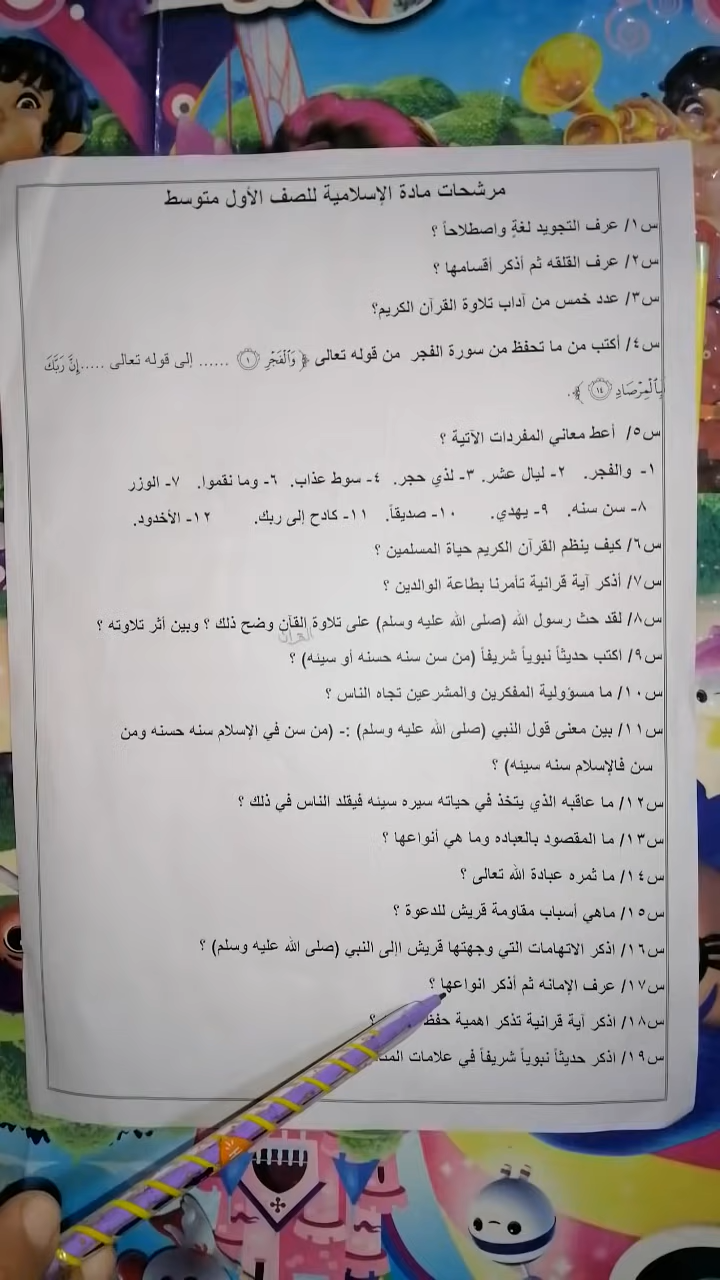 مرشحات مادة الإسلامية للصف الأول متوسط
س١/ عرف التجويد لغةٍ واصطلاحاً ؟
س٢/ عرف القلقه ثم أذكر أقسامها ؟
س٣/ عدد خمس من آداب تلاوة القرآن الكريم؟
س٤/ أكتب من ما تحفظ من سورة الفجر من قوله تعالى ﴿ وَٱلۡفَجۡرِ ١ ...... إلى قوله تعالى .....إِنَّ رَبَّكَ
لَبِٱلۡمِرۡصَادِ ١٤ ﴾.
س٥/ أعط معاني المفردات الآتية ؟
١- والفجر. ٢- ليال عشر. ٣- لذي حجر. ٤- سوط عذاب. ٦- وما نقموا. ٧- الوزر
٨- سن سنه. ٩- يهدي. ١٠- صديقاً. ١١- كادح إلى ربك. ١٢- الأخدود.
س٦/ كيف ينظم القرآن الكريم حياة المسلمين ؟
س٧/ أذكر آية قرانية تأمرنا بطاعة الوالدين ؟
س٨/ لقد حث رسول الله (صلى الله عليه وسلم) على تلاوة القآن وضح ذلك ؟ وبين أثر تلاوته ؟
القران
س٩/ اكتب حديثاً نبوياً شريفاً (من سن سنه حسنه أو سيئه) ؟
س١٠/ ما مسؤولية المفكرين والمشرعين تجاه الناس ؟
س١١/ بين معنى قول النبي (صلى الله عليه وسلم) :- (من سن في الإسلام سنه حسنه ومن
سن فالإسلام سنه سيئه) ؟
س١٢/ ما عاقبه الذي يتخذ في حياته سيره سيئه فيقلد الناس في ذلك ؟
س١٣/ ما المقصود بالعباده وما هي أنواعها ؟
س١٤/ ما ثمره عبادة الله تعالى ؟
س١٥/ ماهي أسباب مقاومة قريش للدعوة ؟
س١٦/ اذكر الاتهامات التي وجهتها قريش االى النبي (صلى الله عليه وسلم) ؟
س١٧/ عرف الإمانه ثم أذكر انواعها ؟
س١٨/ اذكر آية قرانية تذكر اهمية حفظ ؟
س١٩/ اذكر حديثاً نبوياً شريفاً في علامات